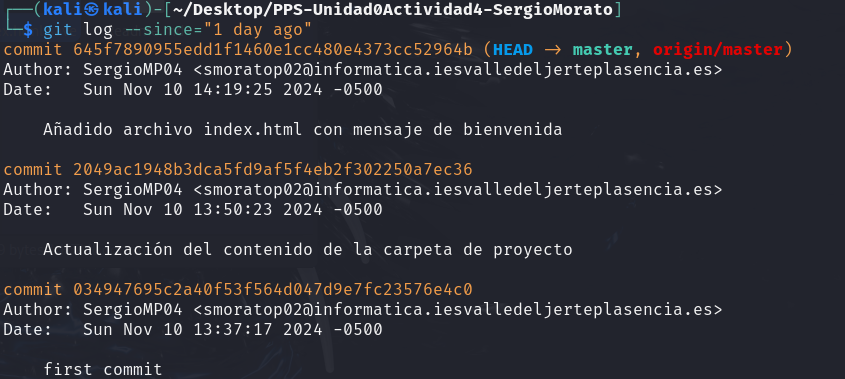 ┌──(kali㉿kali)-[~/Desktop/PPS-Unidad0Actividad4-SergioMorato]
└─$ git log --since="1 day ago"
commit 645f7890955edd1f1460e1cc480e4373cc52964b (HEAD -> master, origin/master)
Author: SergioMP04 <smoratop02@informatica.iesvalledeljerteplasencia.es>
Date:   Sun Nov 10 14:19:25 2024 -0500
    Añadido archivo index.html con mensaje de bienvenida
commit 2049ac1948b3dca5fd9af5f4eb2f302250a7ec36
Author: SergioMP04 <smoratop02@informatica.iesvalledeljerteplasencia.es>
Date:   Sun Nov 10 13:50:23 2024 -0500
    Actualización del contenido de la carpeta de proyecto
commit 034947695c2a40f53f564d047d9e7fc23576e4c0
Author: SergioMP04 <smoratop02@informatica.iesvalledeljerteplasencia.es>
Date:   Sun Nov 10 13:37:17 2024 -0500
    first commit